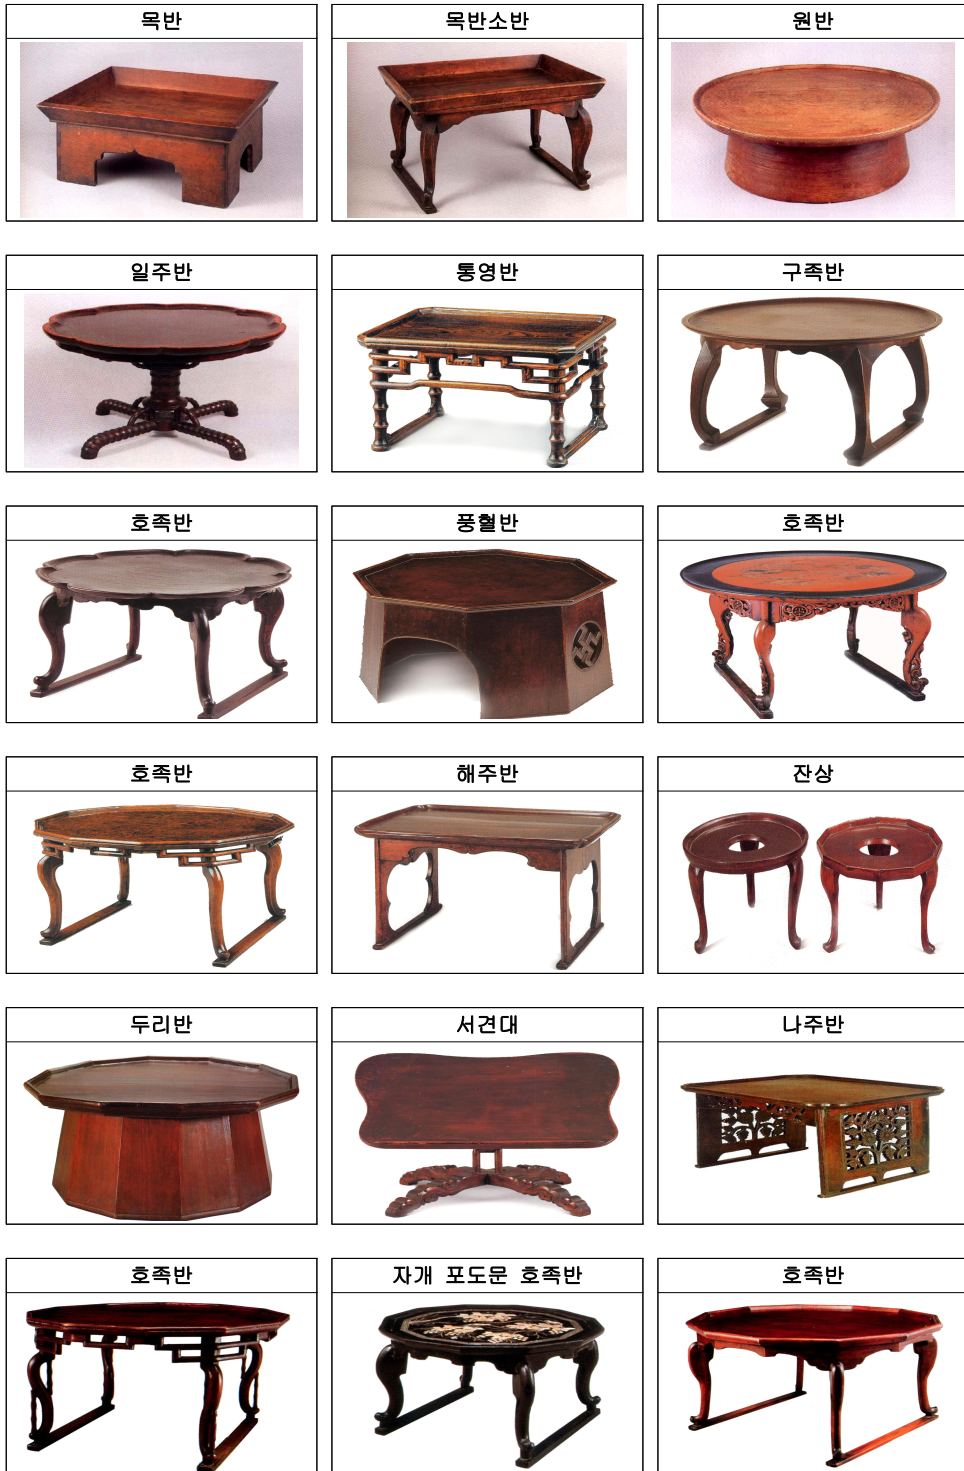 목반
목반소반
원반
일주반
통영반
구족반
호족반
풍혈반
호족반
호족반
해주반
잔상
두리반
서견대
나주반
호족반
자개 포도문 호족반
호족반